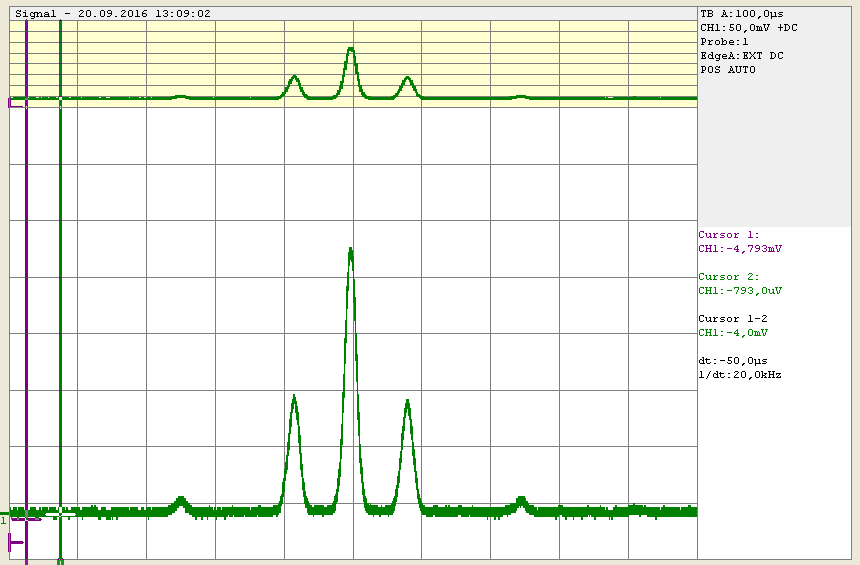 Signal - 20.09.2016 13:09:02
TB A:100,0µs
CH1:50,0mV +DC
Probe:1
EdgeA:EXT DC
POS AUTO
Cursor 1:
CH1:-4,793mV
Cursor 2:
CH1:-793,0uV
Cursor 1-2
CH1:-4,0mV
dt:-50,0µs
1/dt:20,0kHz
1